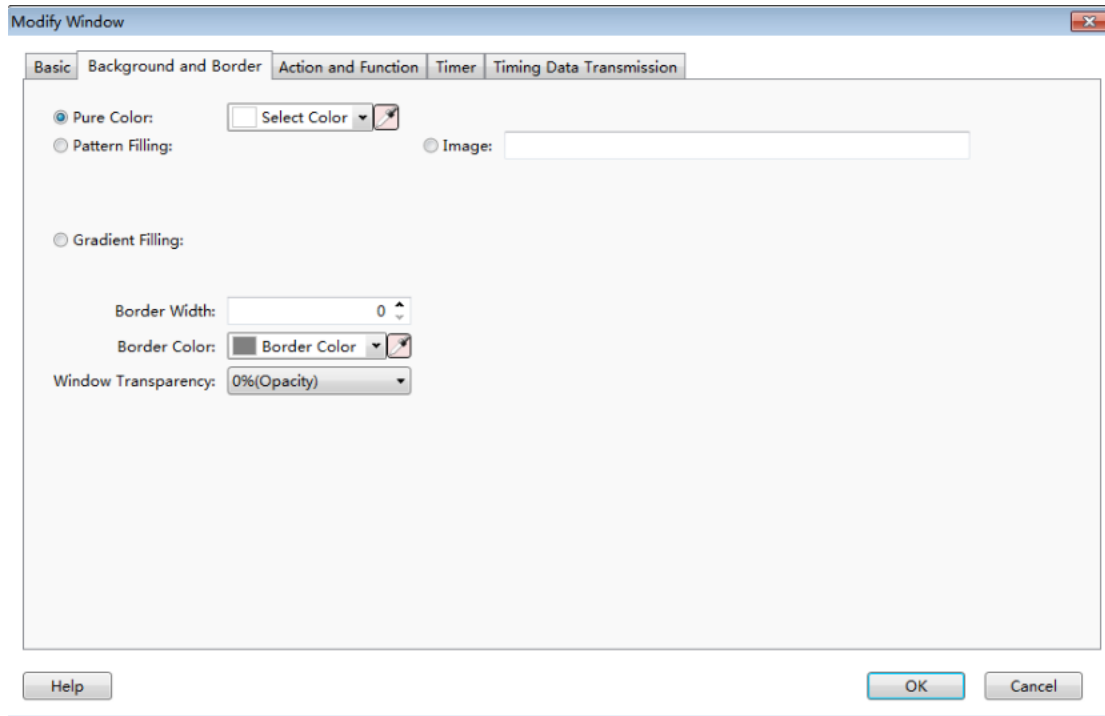 Modify Window
Basic Background and Border Action and Function Timer Timing Data Transmission
Pure Color: Select Color
Pattern Filling: Image:
Gradient Filling:
Border Width: 0
Border Color: Border Color
Window Transparency: 0%(Opacity)
Help OK Cancel